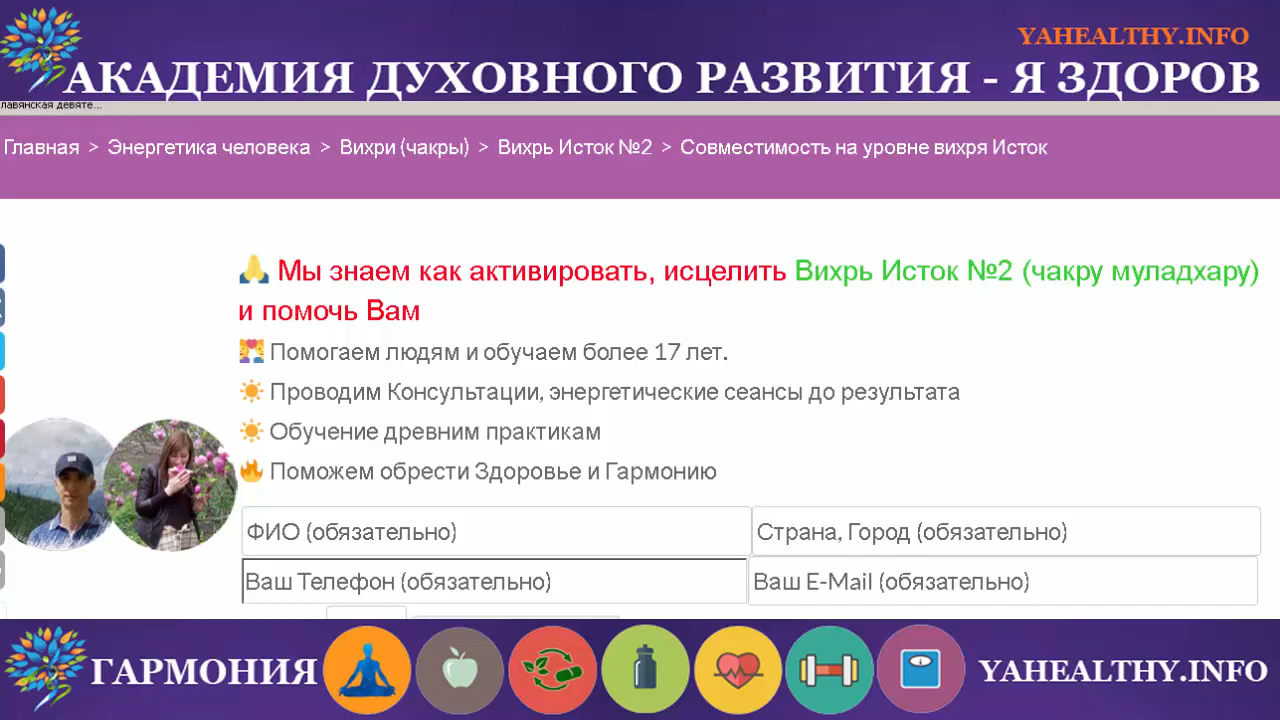 YAHEALTHY.INFO
АКАДЕМИЯ ДУХОВНОГО РАЗВИТИЯ - Я ЗДОРОВ
лавянская девяте...
Главная > Энергетика человека > Вихри (чакры) > Вихрь Исток №2 > Совместимость на уровне вихря Исток
Мы знаем как активировать, исцелить Вихрь Исток №2 (чакру муладхару)
и помочь Вам
Помогаем людям и обучаем более 17 лет.
Проводим Консультации, энергетические сеансы до результата
Обучение древним практикам
Поможем обрести Здоровье и Гармонию
ФИО (обязательно) Страна, Город (обязательно)
Ваш Телефон (обязательно) Ваш E-Mail (обязательно)
ГАРМОНИЯ YAHEALTHY.INFO